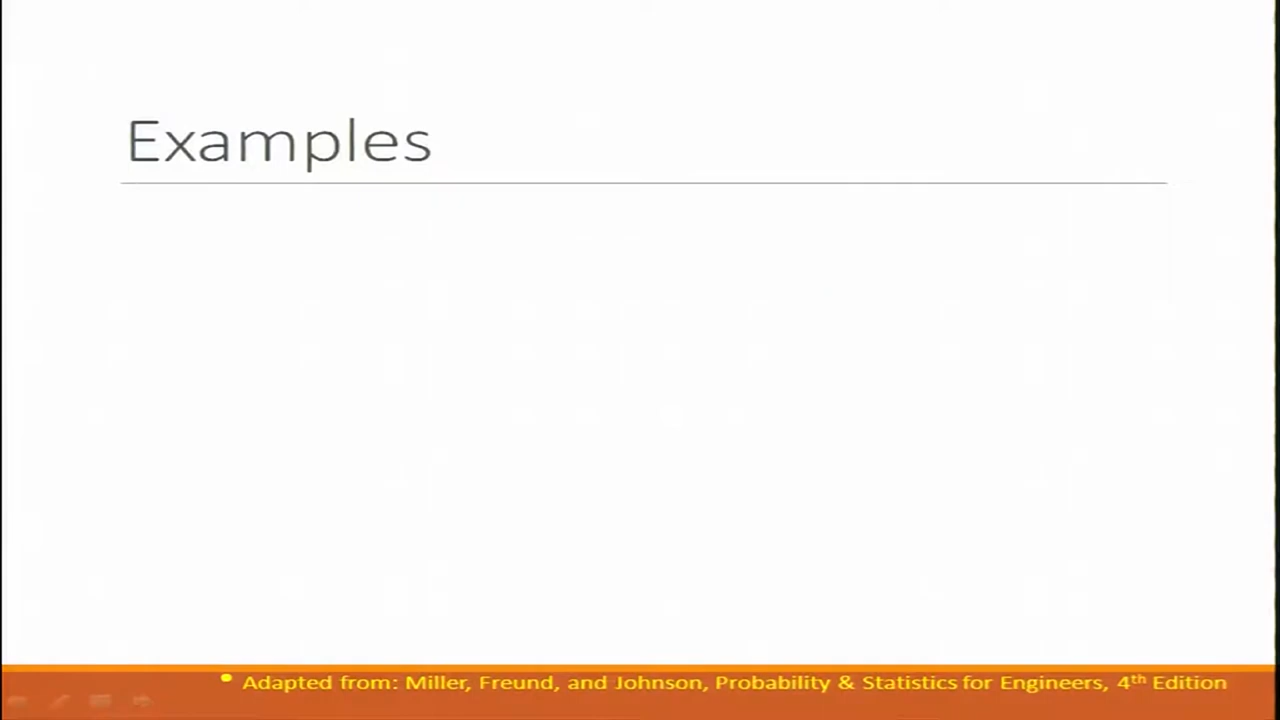 Examples
• Adapted from: Miller, Freund, and Johnson, Probability & Statistics for Engineers, 4th Edition